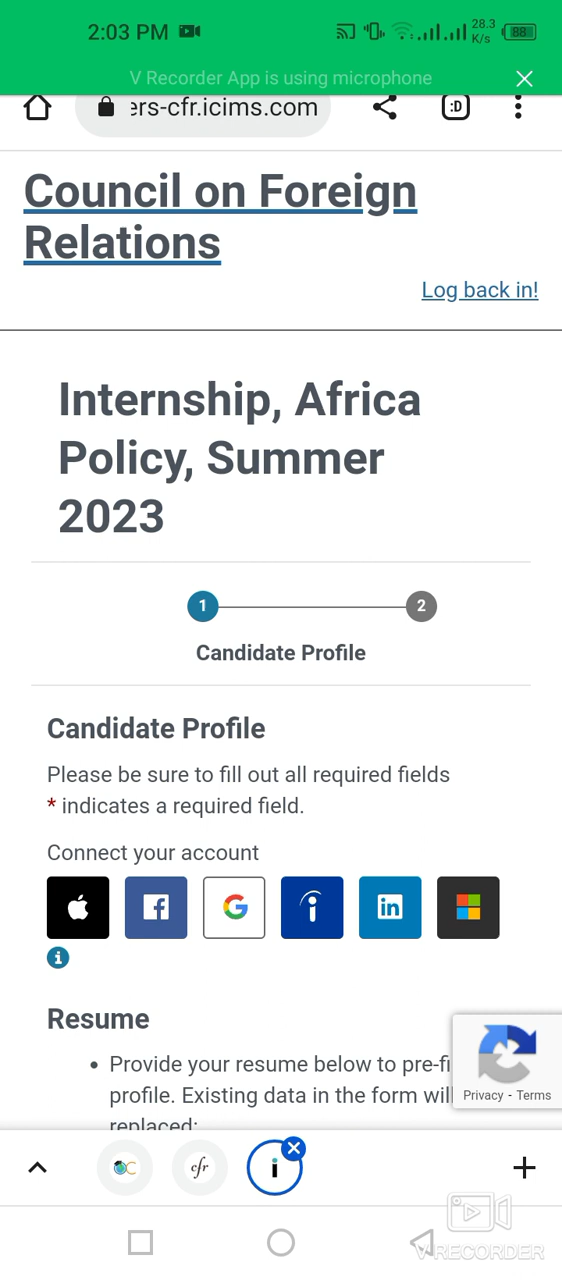 2:03 PM
28.3
K/s
88
V Recorder App is using microphone
ers-cfr.icims.com
:D
Council on Foreign
Relations
Log back in!
Internship, Africa
Policy, Summer
2023
1
2
Candidate Profile
Candidate Profile
Please be sure to fill out all required fields
* indicates a required field.
Connect your account
Resume
• Provide your resume below to pre-fi
profile. Existing data in the form will
replaced:
Privacy - Terms
cfr
VRECORDER